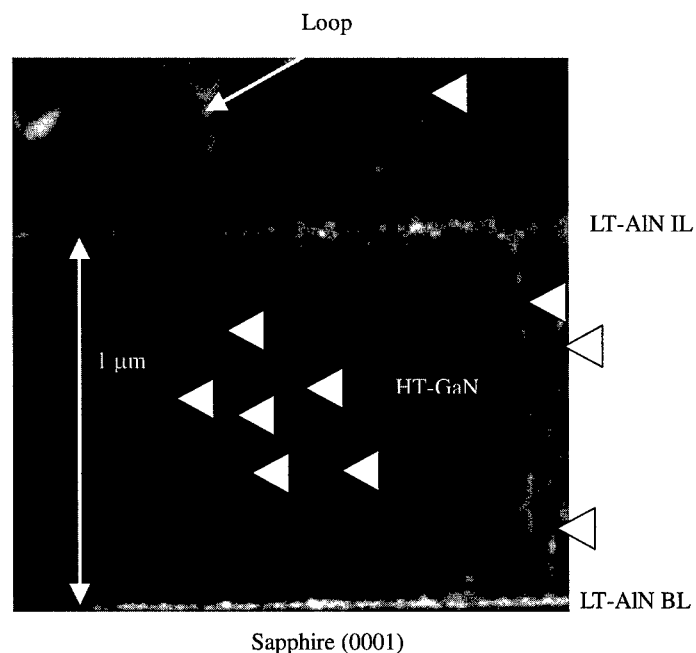 Loop
LT-AlN IL
1 μm
HT-GaN
LT-AlN BL
Sapphire (0001)